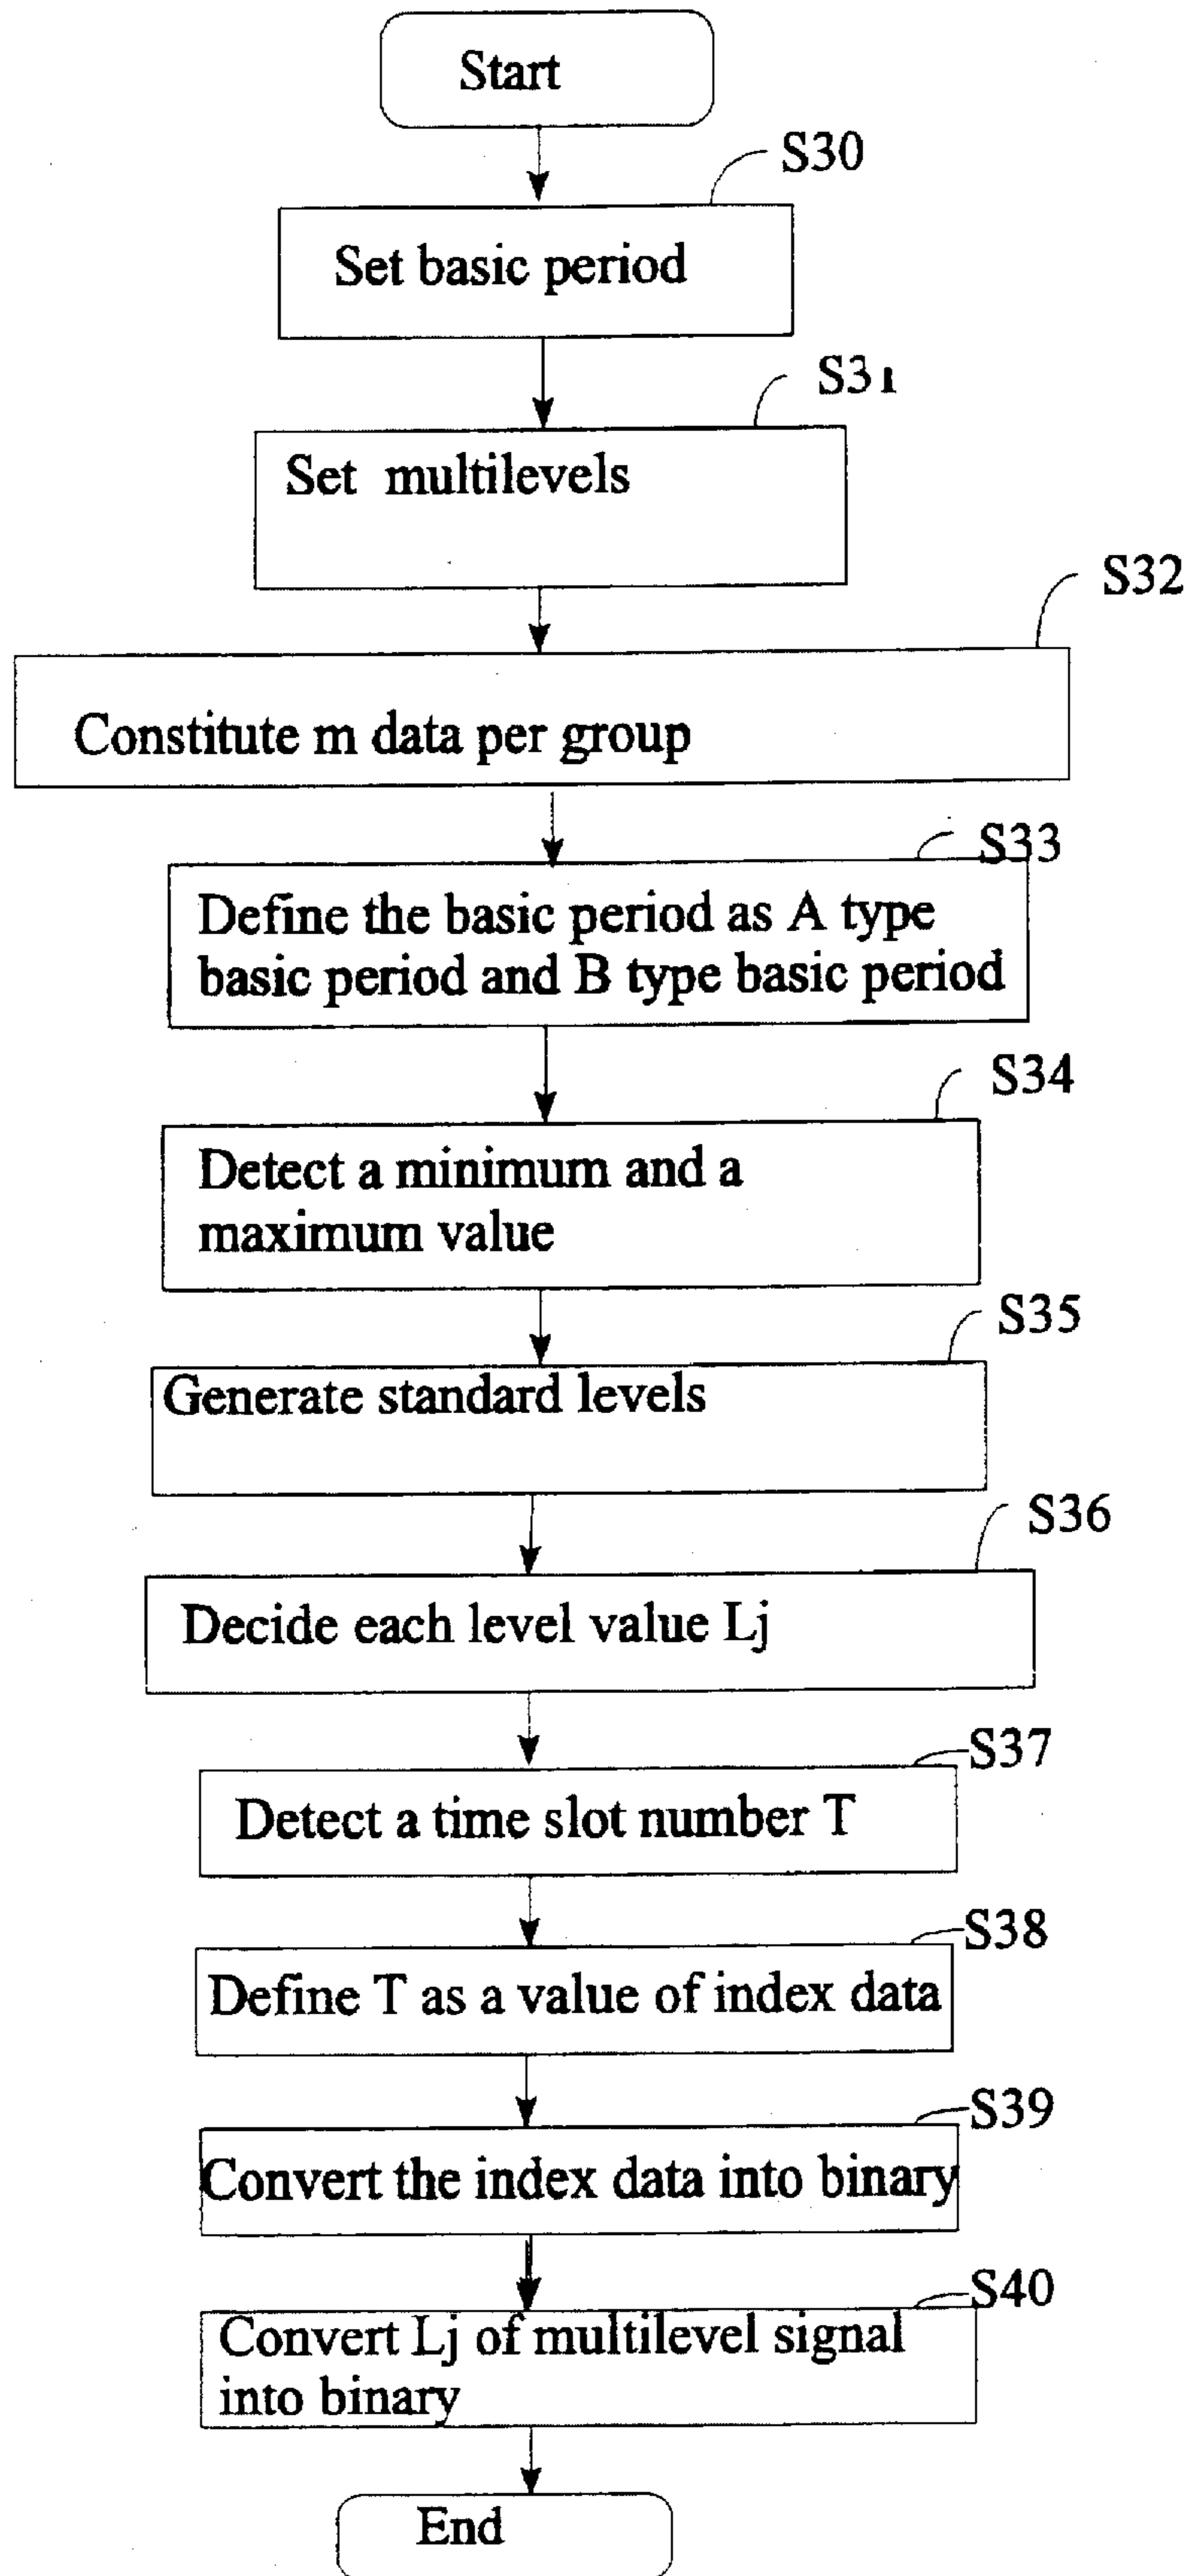 Start
S30
Set basic period
S31
Set multilevels
S32
Constitute m data per group
S33
Define the basic period as A type
basic period and B type basic period
S34
Detect a minimum and a
maximum value
S35
Generate standard levels
S36
Decide each level value Lj
S37
Detect a time slot number T
S38
Define T as a value of index data
S39
Convert the index data into binary
S40
Convert Lj of multilevel signal
into binary
End